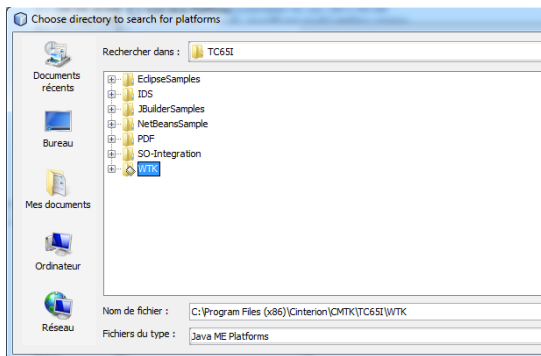 Choose directory to search for platforms
Rechercher dans :
TC65I
Documents récents
Bureau
Mes documents
Ordinateur
Réseau
EclipseSamples
IDS
JBuilderSamples
NetBeansSample
PDF
SO-Integration
WTK
Nom de fichier :
C:\Program Files (x86)\Cinterion\CMTK\TC65I\WTK
Fichiers du type :
Java ME Platforms